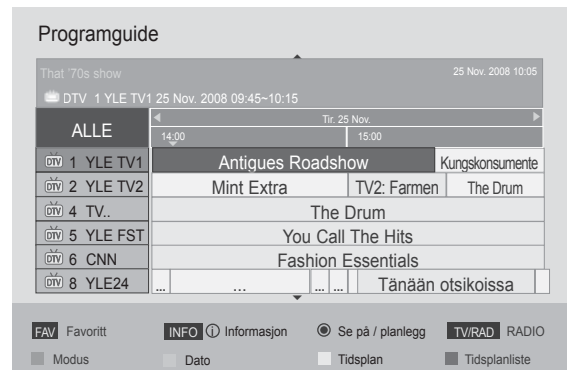 Programguide
That '70s show 25 Nov. 2008 10:05
DTV 1 YLE TV1 25 Nov. 2008 09:45~10:15
ALLE
Tir. 25 Nov.
14:00 15:00
DTV 1 YLE TV1 Antigues Roadshow Kungskonsumente
DTV 2 YLE TV2 Mint Extra TV2: Farmen The Drum
DTV 4 TV.. The Drum
DTV 5 YLE FST You Call The Hits
DTV 6 CNN Fashion Essentials
DTV 8 YLE24 ... ... ... ... Tänään otsikoissa
FAV Favoritt INFO ⓘ Informasjon ◉ Se på / planlegg TV/RAD RADIO
Modus Dato Tidsplan Tidsplanliste